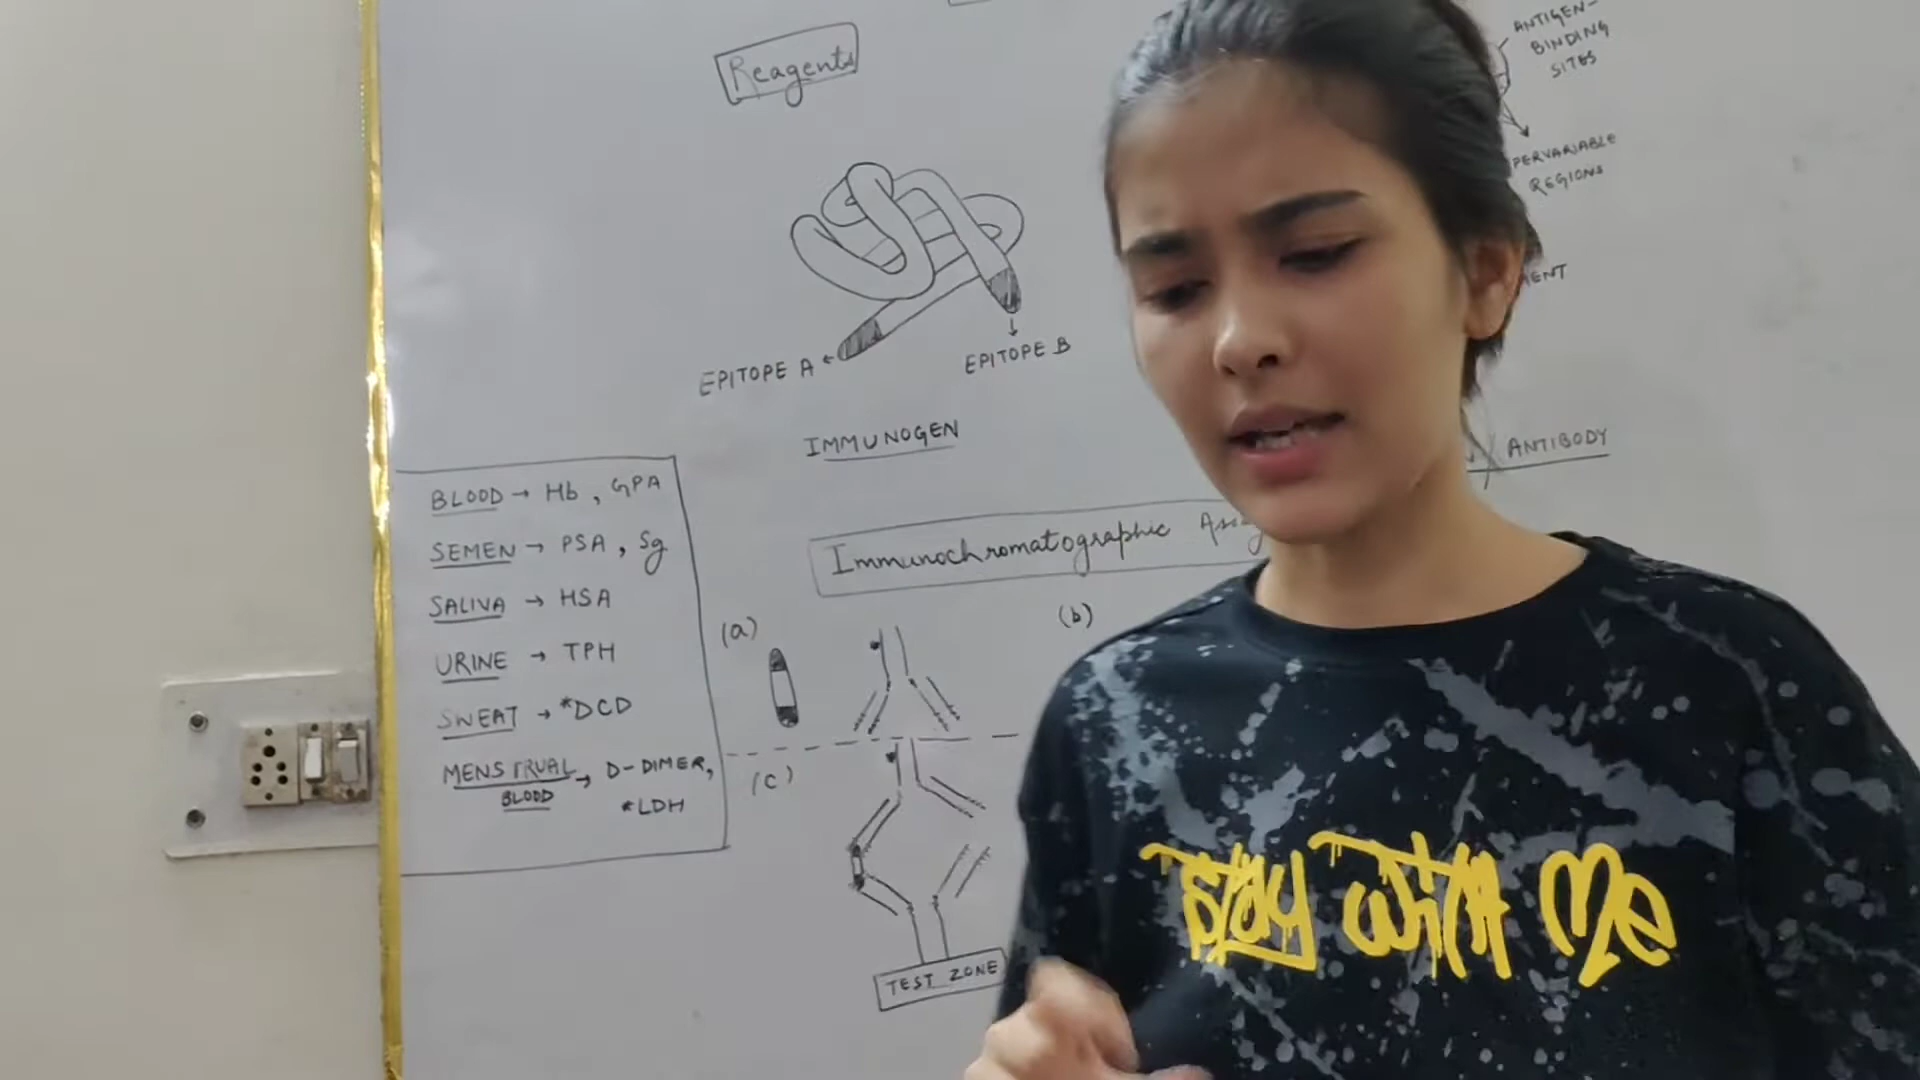 Reagents
ANTIGEN-
BINDING
SITES
PERVARIABLE
REGIONS
EPITOPE A
EPITOPE B
IMMUNOGEN
ANTIBODY
BLOOD → Hb, GPA
SEMEN → PSA, Sg
SALIVA → HSA
URINE → TPH
SWEAT → *DCD
MENSTRUAL BLOOD → D-DIMER,
*LDH
Immunochromatographic
(a)
(b)
(c)
TEST ZONE
stay with me